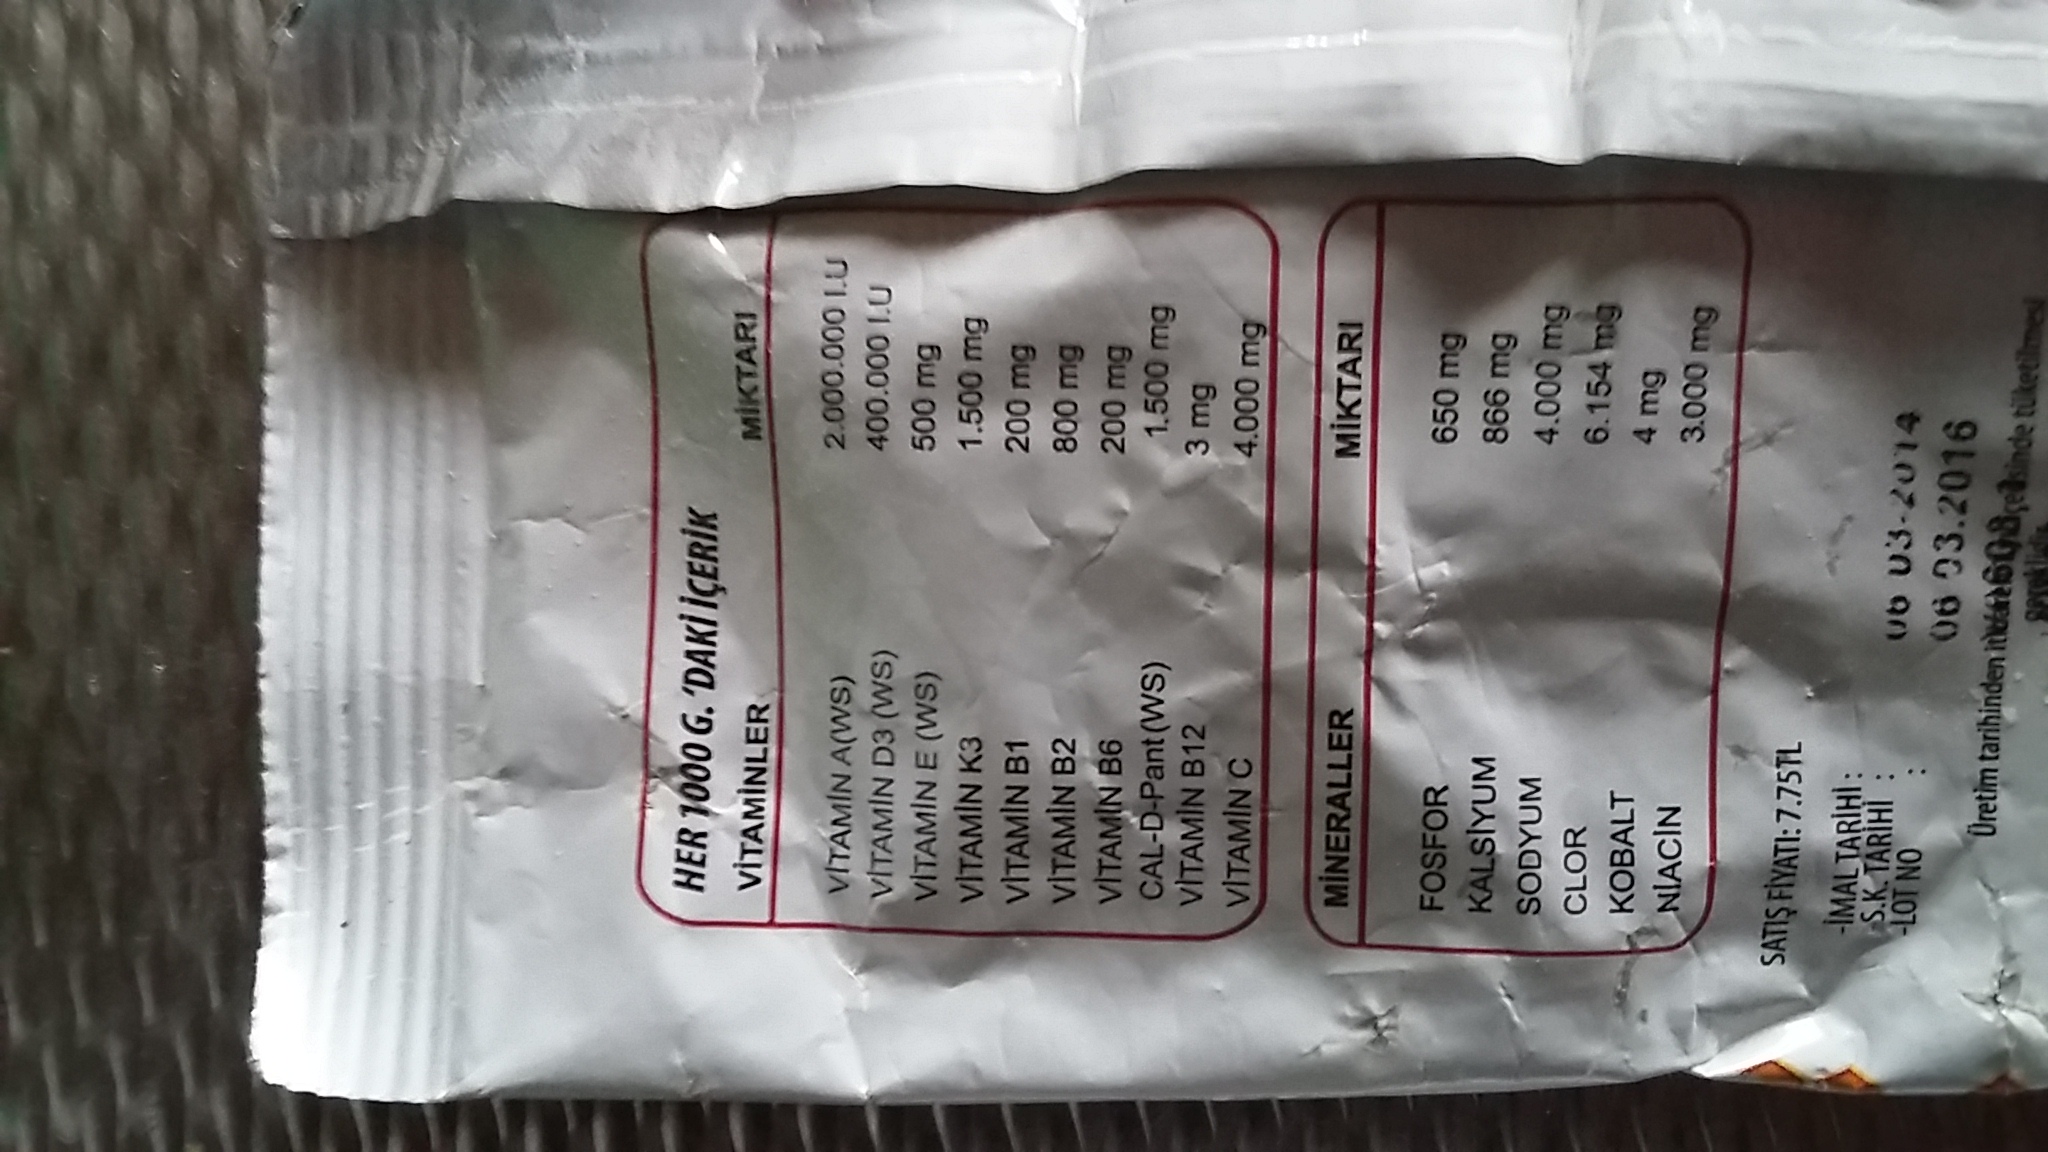 HER 1000 G.'DAKİ İÇERİK
VİTAMİNLER MİKTARI
VİTAMİN A(WS) 2.000.000 I.U
VİTAMİN D3 (WS) 400.000 I.U
VİTAMİN E (WS) 500 mg
VİTAMİN K3 1.500 mg
VİTAMİN B1 200 mg
VİTAMİN B2 800 mg
VİTAMİN B6 200 mg
CAL-D-Pant(WS) 1.500 mg
VİTAMİN B12 3 mg
VİTAMİN C 4.000 mg
MİNERALLER MİKTARI
FOSFOR 650 mg
KALSİYUM 866 mg
SODYUM 4.000 mg
CLOR 6.154 mg
KOBALT 4 mg
NİACİN 3.000 mg
SATIŞ FİYATI: 7.75TL
-İMAL TARİHİ : 06 03-2014
-S.K. TARİHİ : 06 03.2016
-LOT NO :
Üretim tarihinden içinde tüketilmesi